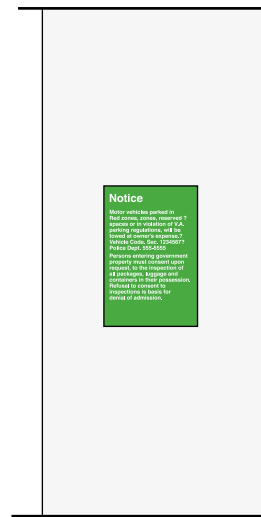 Notice
Motor vehicles parked in
Red zones, zones, reserved ?
spaces or in violation of V.A.
parking regulations, will be
towed at owner's expense.?
Vehicle Code, Sec. 1234567?
Police Dept. 555-5555
Persons entering government
property must consent upon
request, to the inspection of
all packages, luggage and
containers in their possession,
Refusal to consent to
inspections is basis for
denial of admission.